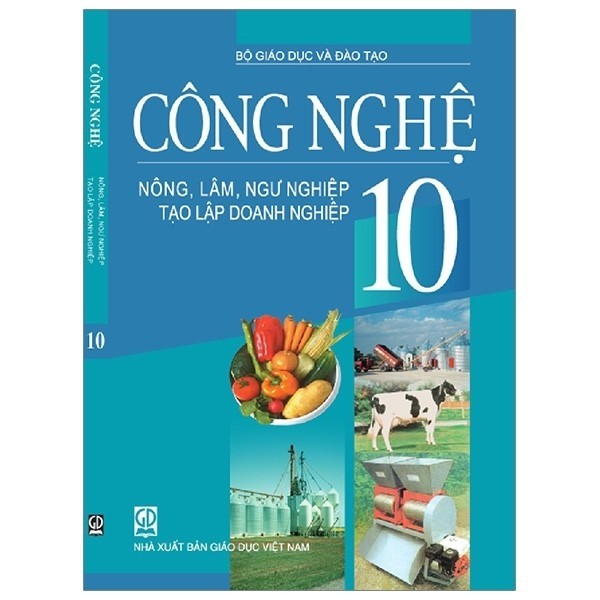 BỘ GIÁO DỤC VÀ ĐÀO TẠO
CÔNG NGHỆ
NÔNG, LÂM, NGƯ NGHIỆP
TẠO LẬP DOANH NGHIỆP
10
NHÀ XUẤT BẢN GIÁO DỤC VIỆT NAM
CÔNG NGHỆ
NÔNG, LÂM, NGƯ NGHIỆP
TẠO LẬP DOANH NGHIỆP
10